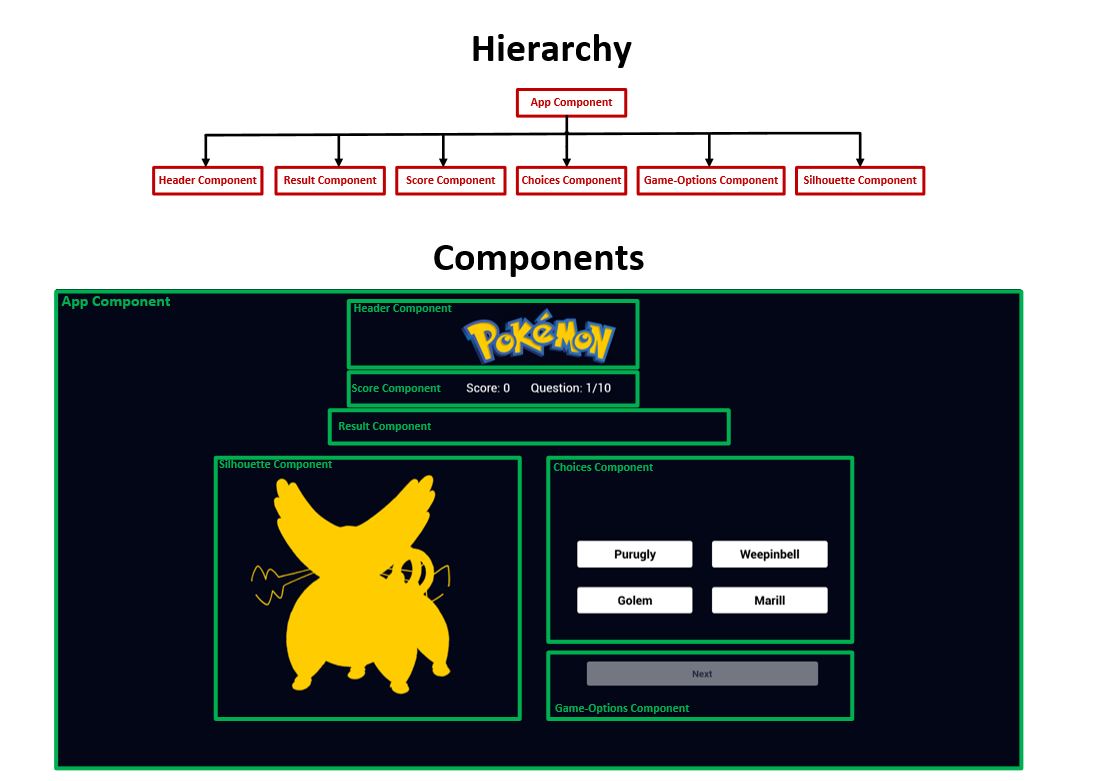 Hierarchy
App Component
Header Component
Result Component
Score Component
Choices Component
Game-Options Component
Silhouette Component
Components
App Component
Header Component
POKéMON
Score Component
Score: 0
Question: 1/10
Result Component
Silhouette Component
Choices Component
Purugly
Weepinbell
Golem
Marill
Next
Game-Options Component